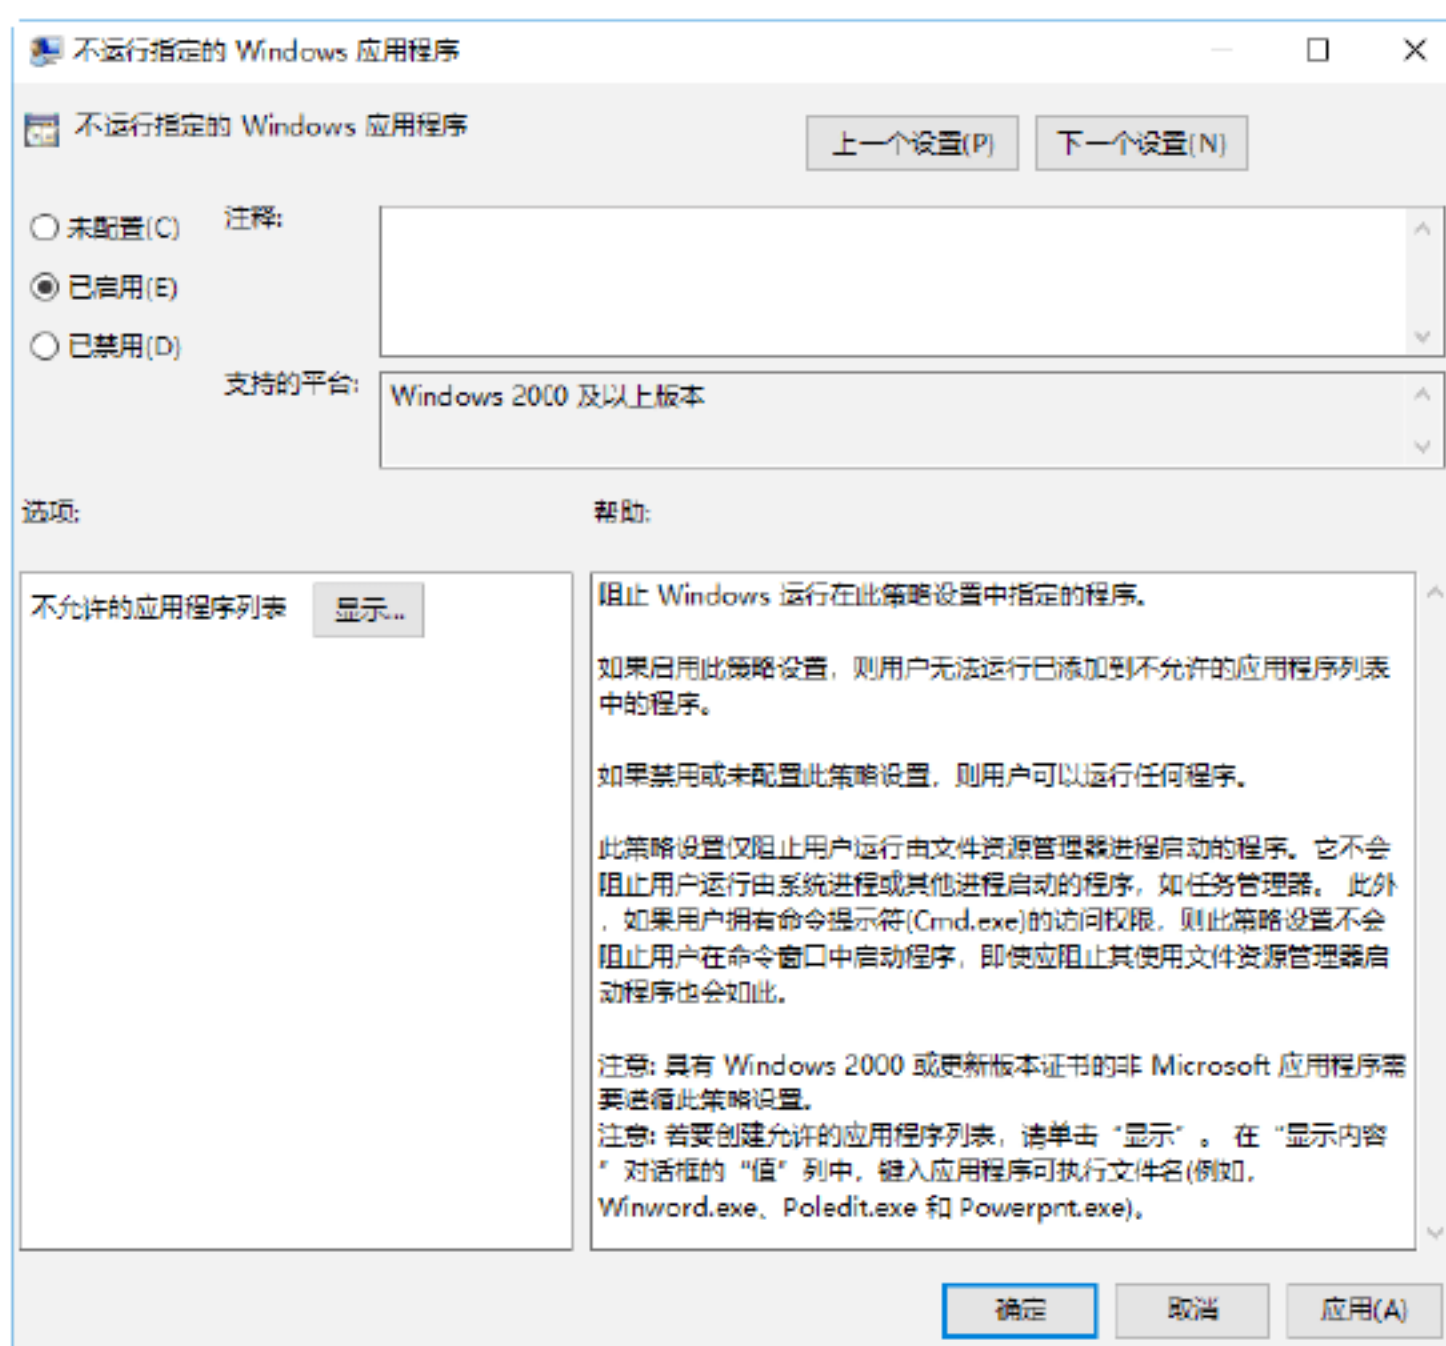 不运行指定的 Windows 应用程序
不运行指定的 Windows 应用程序
上一个设置(P)
下一个设置(N)
未配置(C)
注释:
已启用(E)
已禁用(D)
支持的平台:
Windows 2000 及以上版本
选项:
帮助:
不允许的应用程序列表
显示...
阻止 Windows 运行在此策略设置中指定的程序。
如果启用此策略设置，则用户无法运行已添加到不允许的应用程序列表
中的程序。
如果禁用或未配置此策略设置，则用户可以运行任何程序。
此策略设置仅阻止用户运行由文件资源管理器进程启动的程序。它不会
阻止用户运行由系统进程或其他进程启动的程序，如任务管理器。 此外
，如果用户拥有命令提示符(Cmd.exe)的访问权限，则此策略设置不会
阻止用户在命令窗口中启动程序，即使应阻止其使用文件资源管理器启
动程序也会如此。
注意: 具有 Windows 2000 或更新版本证书的非 Microsoft 应用程序需
要遵循此策略设置。
注意: 若要创建允许的应用程序列表，请单击“显示”。 在“显示内容
”对话框的“值”列中，键入应用程序可执行文件名(例如，
Winword.exe、Poledit.exe 和 Powerpnt.exe)。
确定
取消
应用(A)